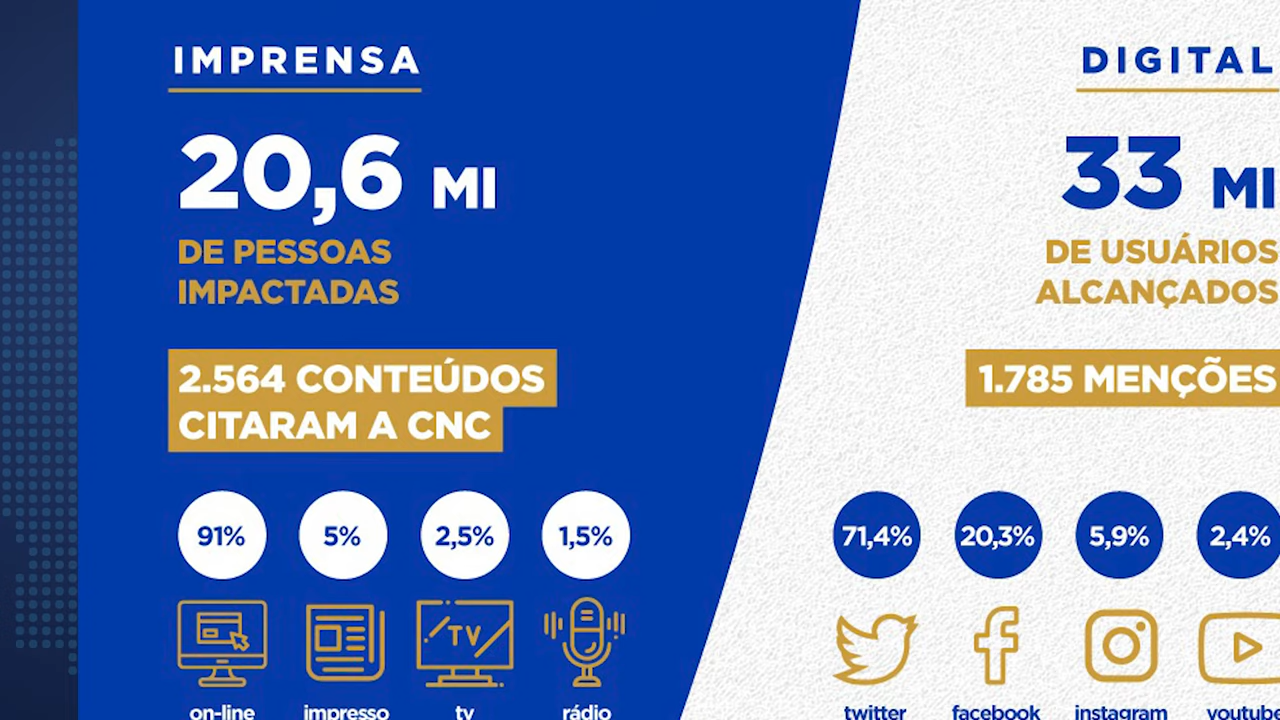 IMPRENSA
20,6 MI
DE PESSOAS
IMPACTADAS
2.564 CONTEÚDOS
CITARAM A CNC
91% 5% 2,5% 1,5%
TV
on-line impresso tv rádio
DIGITAL
33 MI
DE USUÁRIOS
ALCANÇADOS
1.785 MENÇÕES
71,4% 20,3% 5,9% 2,4%
twitter facebook instagram youtube